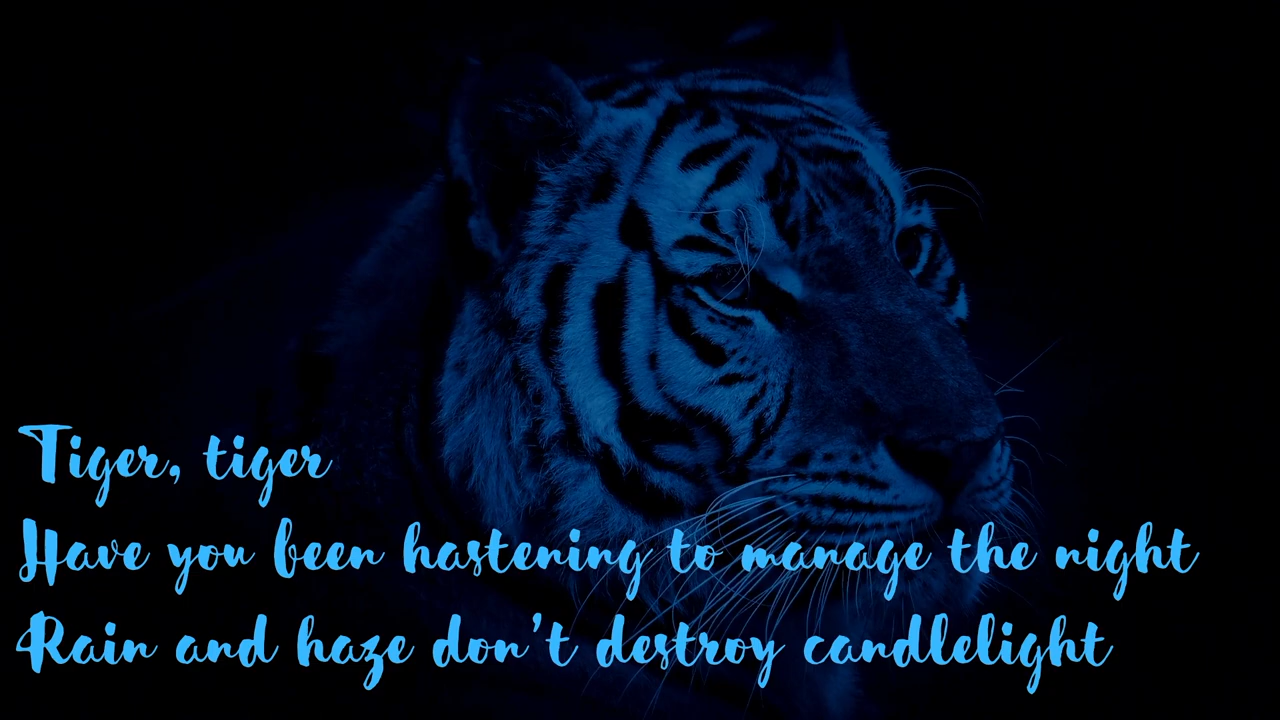 Tiger, tiger
Have you been hastening to manage the night
Rain and haze don't destroy candlelight